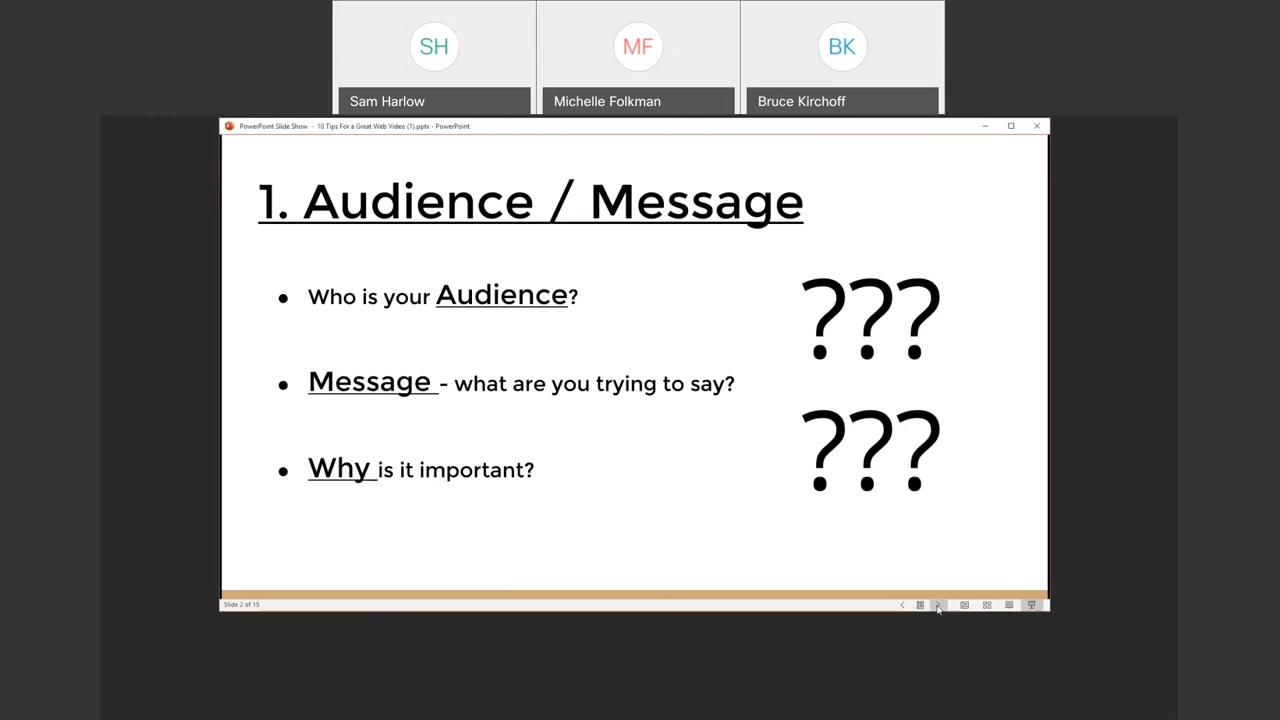 SH
MF
BK
Sam Harlow
Michelle Folkman
Bruce Kirchoff
PowerPoint Slide Show - 10 Tips For a Great Web Video (1).pptx - PowerPoint
1. Audience / Message
● Who is your Audience?
● Message - what are you trying to say?
● Why is it important?
???
???
Slide 2 of 15